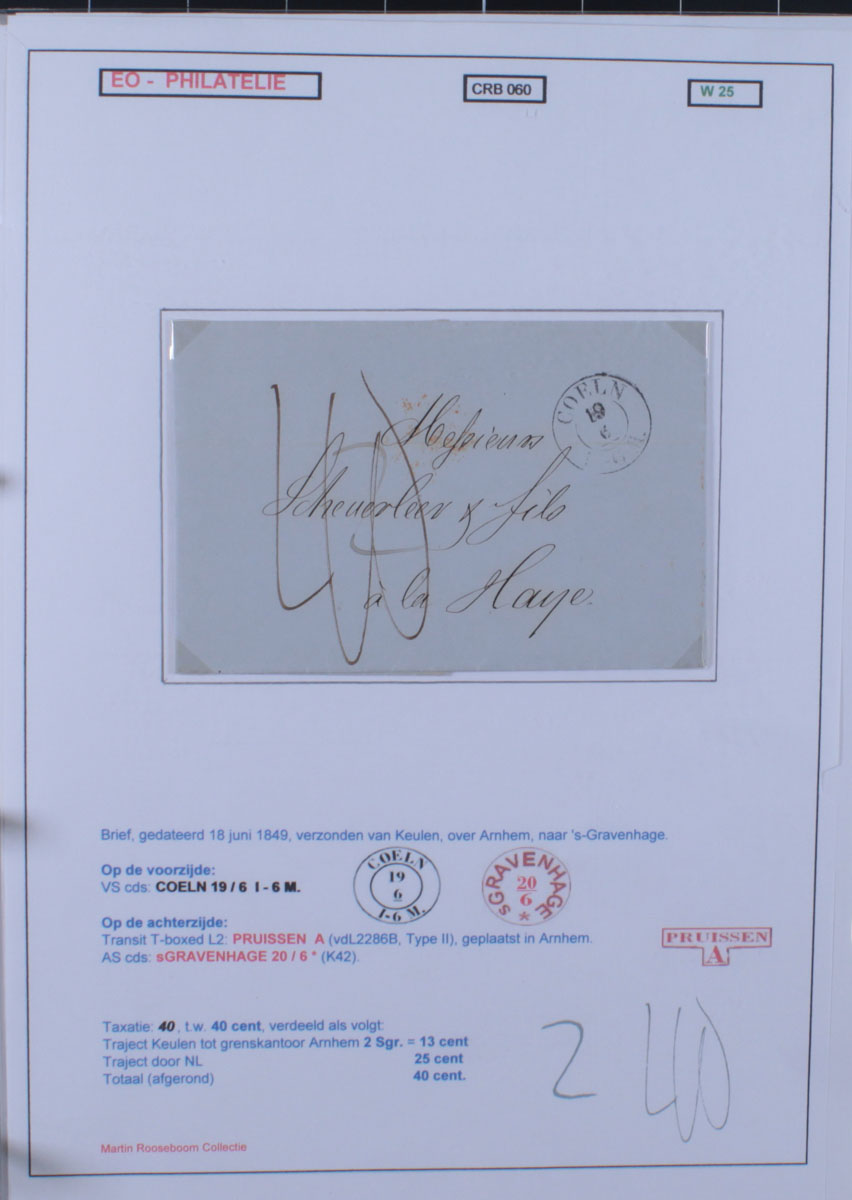 EO - PHILATELIE
CRB 060
W 25
COELN
19
6
40
Messieurs
Scheurleer & fils
à la Haye.
Brief, gedateerd 18 juni 1849, verzonden van Keulen, over Arnhem, naar 's-Gravenhage.
Op de voorzijde:
VS cds: COELN 19 / 6 I - 6 M.
COELN
19
6
I-6 M.
sGRAVENHAGE
20
6
*
Op de achterzijde:
Transit T-boxed L2: PRUISSEN A (vdL2286B, Type II), geplaatst in Arnhem.
AS cds: sGRAVENHAGE 20 / 6 * (K42).
PRUISSEN
A
Taxatie: 40, t.w. 40 cent, verdeeld als volgt:
Traject Keulen tot grenskantoor Arnhem 2 Sgr. = 13 cent
Traject door NL 25 cent
Totaal (afgerond) 40 cent.
2 40
Martin Rooseboom Collectie